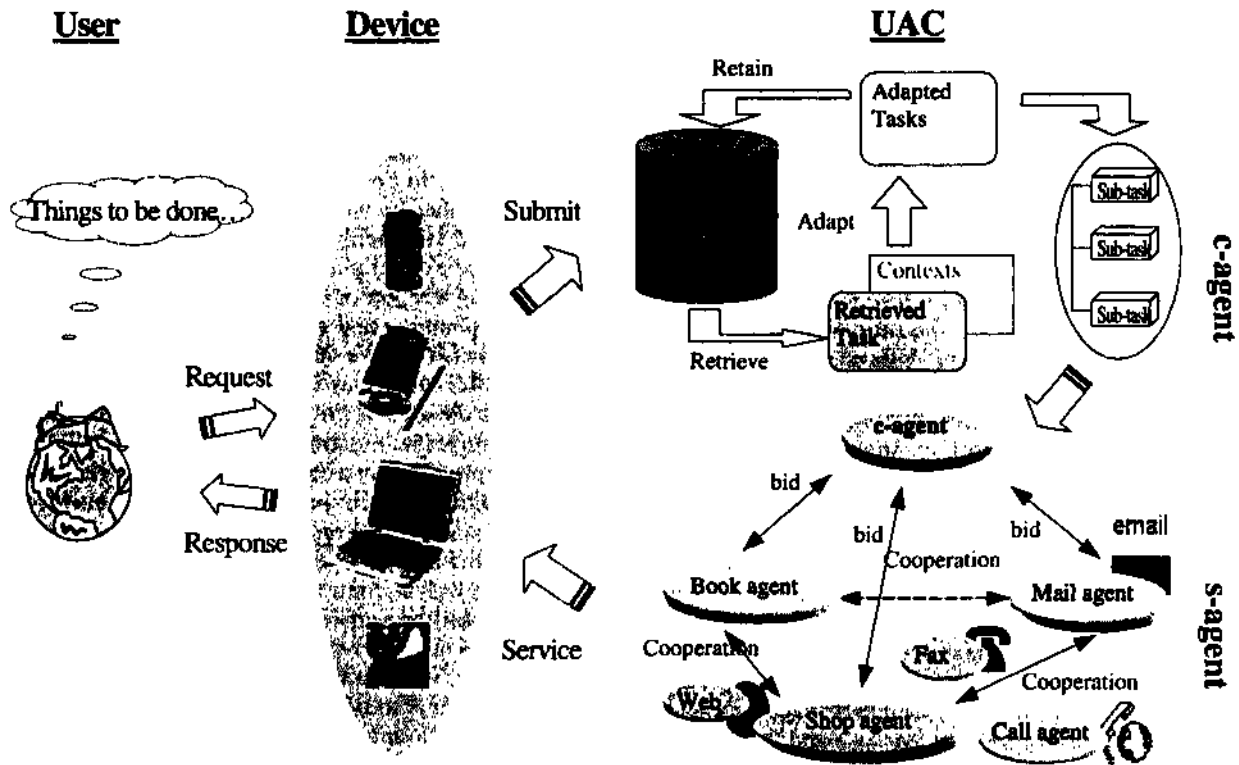 User
Device
UAC
Retain
Adapted
Tasks
Things to be done...
Submit
Adapt
Sub-task
Sub-task
Sub-task
Contexts
Retrieved
Task
Retrieve
c-agent
Request
Response
c-agent
bid
bid
bid
email
Cooperation
Book agent
Mail agent
Service
Cooperation
Fax
Cooperation
Web
Shop agent
Call agent
s-agent